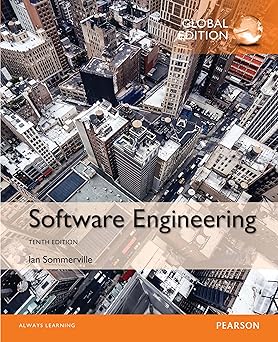 GLOBAL
EDITION
Software Engineering
TENTH EDITION
Ian Sommerville
ALWAYS LEARNING
PEARSON